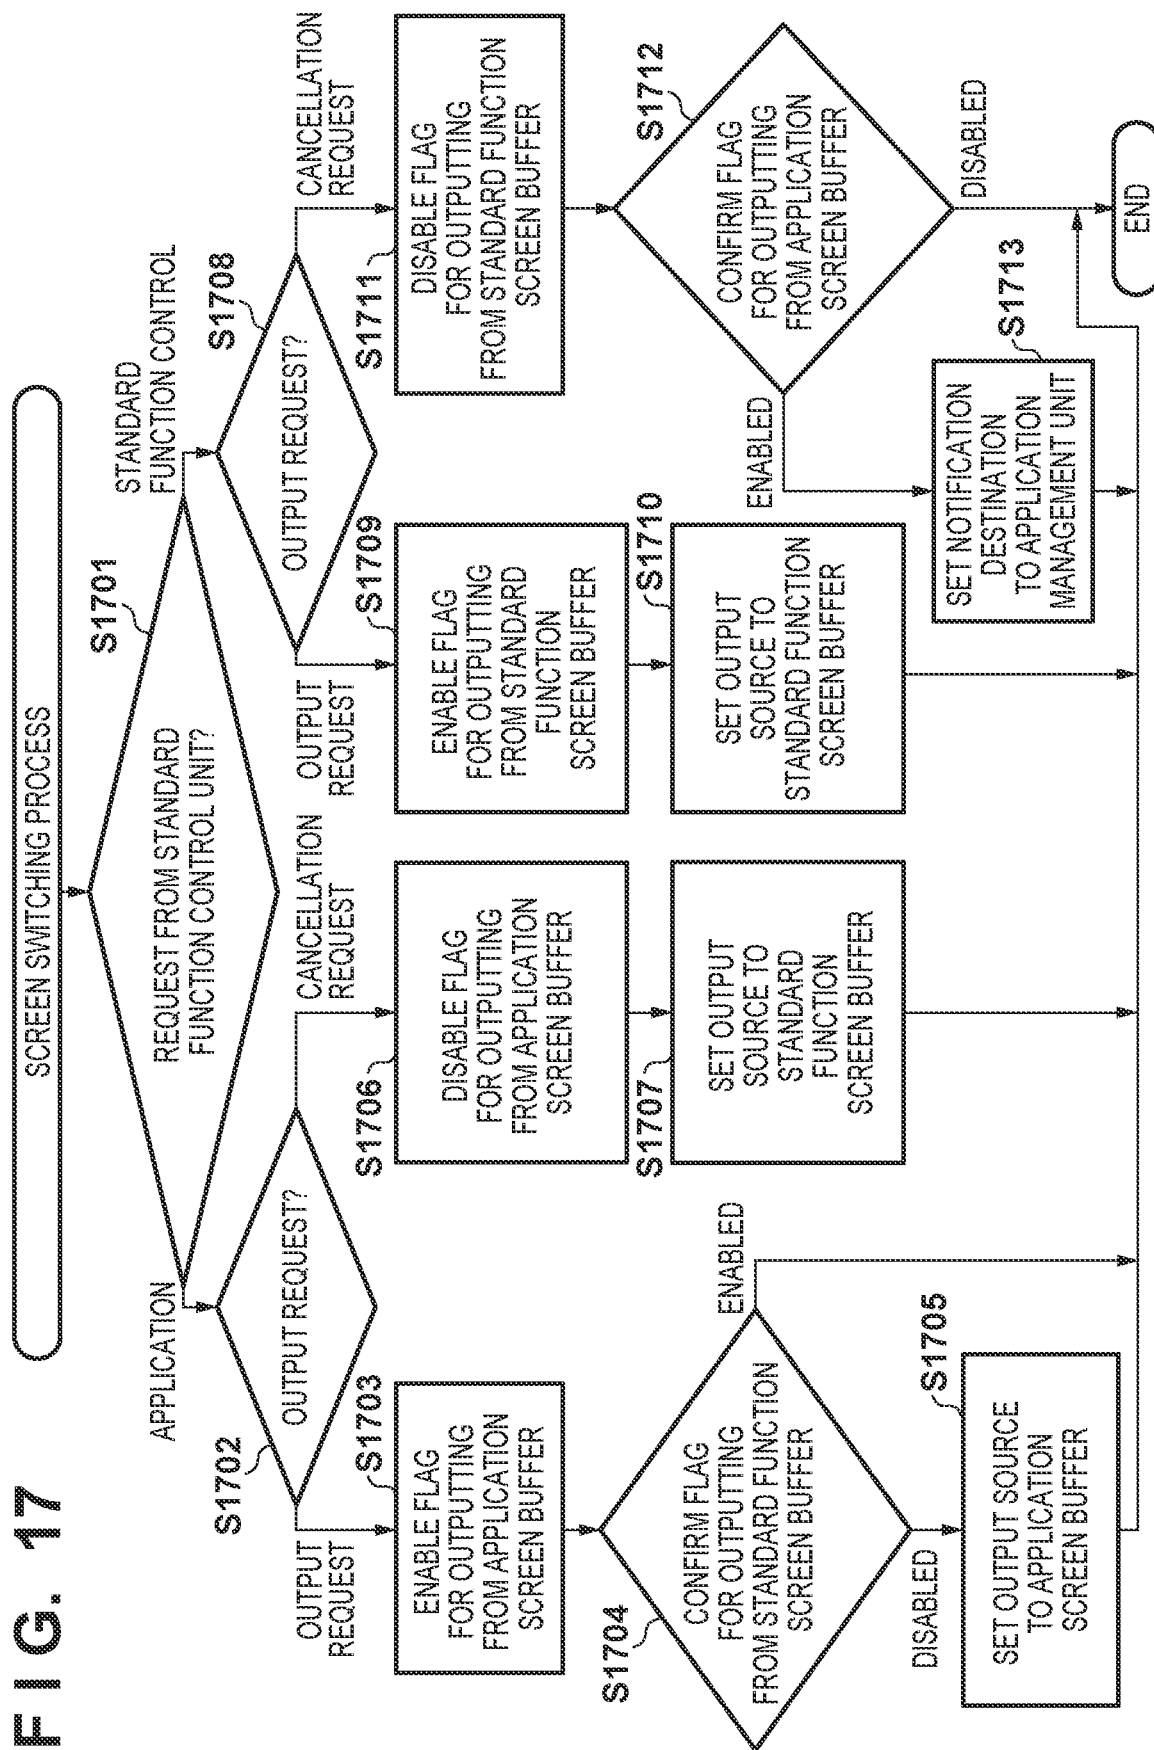 FIG. 17
SCREEN SWITCHING PROCESS
S1701
REQUEST FROM STANDARD
FUNCTION CONTROL UNIT?
APPLICATION
STANDARD
FUNCTION CONTROL
S1702
OUTPUT REQUEST?
OUTPUT
REQUEST
CANCELLATION
REQUEST
S1703
ENABLE FLAG
FOR OUTPUTTING
FROM APPLICATION
SCREEN BUFFER
S1704
CONFIRM FLAG
FOR OUTPUTTING
FROM STANDARD FUNCTION
SCREEN BUFFER
ENABLED
DISABLED
S1705
SET OUTPUT SOURCE
TO APPLICATION
SCREEN BUFFER
S1706
DISABLE FLAG
FOR OUTPUTTING
FROM APPLICATION
SCREEN BUFFER
S1707
SET OUTPUT
SOURCE TO
STANDARD
FUNCTION
SCREEN BUFFER
S1708
OUTPUT REQUEST?
OUTPUT
REQUEST
CANCELLATION
REQUEST
S1709
ENABLE FLAG
FOR OUTPUTTING
FROM STANDARD
FUNCTION
SCREEN BUFFER
S1710
SET OUTPUT
SOURCE TO
STANDARD FUNCTION
SCREEN BUFFER
S1711
DISABLE FLAG
FOR OUTPUTTING
FROM STANDARD FUNCTION
SCREEN BUFFER
S1712
CONFIRM FLAG
FOR OUTPUTTING
FROM APPLICATION
SCREEN BUFFER
ENABLED
DISABLED
S1713
SET NOTIFICATION
DESTINATION
TO APPLICATION
MANAGEMENT UNIT
END